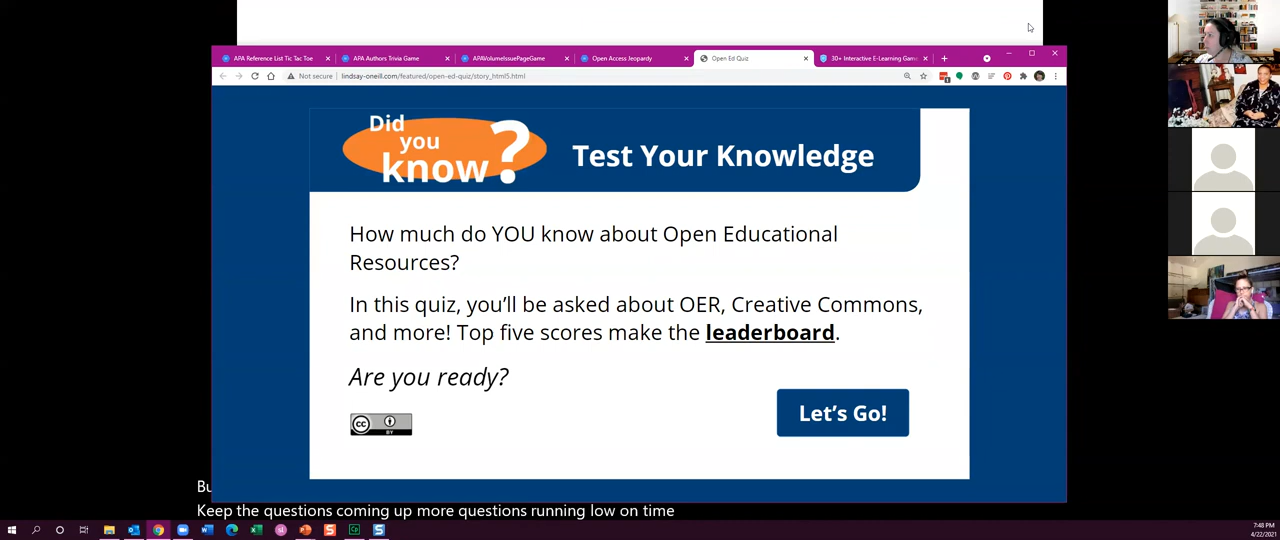 APA Reference List Tic Tac Toe
APA Authors Trivia Game
APAVolumeIssuePageGame
Open Access Jeopardy
Open Ed Quiz
30+ Interactive E-Learning Gam
Not secure | lindsay-oneill.com/featured/open-ed-quiz/story_html5.html
Did
you
know?
Test Your Knowledge
How much do YOU know about Open Educational
Resources?
In this quiz, you'll be asked about OER, Creative Commons,
and more! Top five scores make the leaderboard.
Are you ready?
CC
BY
Let's Go!
Bu
Keep the questions coming up more questions running low on time
7:48 PM
4/22/2021